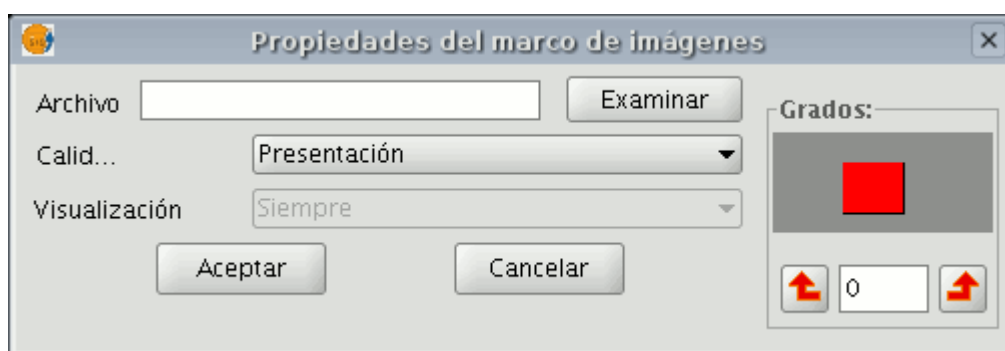 Propiedades del marco de imágenes
Archivo
Examinar
Grados:
Calid...
Presentación
Visualización
Siempre
Aceptar
Cancelar
0